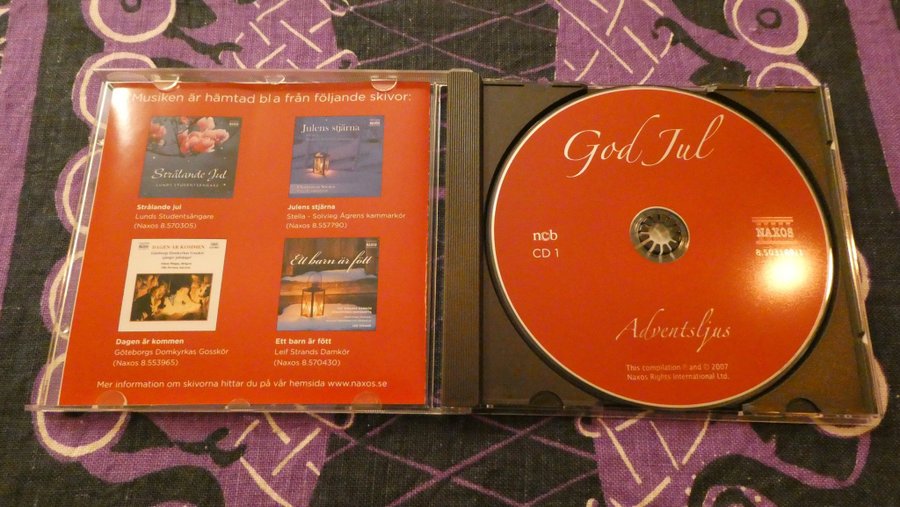 Musiken är hämtad bl a från följande skivor:
Strålande Jul
LUNDS STUDENTSÅNGARE
Strålande jul
Lunds Studentsångare
(Naxos 8.570305)
Julens stjärna
Julens stjärna
Stella - Solvieg Ågrens kammarkör
(Naxos 8.557790)
DAGEN ÄR KOMMEN
Dagen är kommen
Göteborgs Domkyrkas Gosskör
(Naxos 8.553965)
Ett barn är fött
Ett barn är fött
Leif Strands Damkör
(Naxos 8.570430)
Mer information om skivorna hittar du på vår hemsida www.naxos.se
God Jul
ncb
CD 1
NAXOS
Adventsljus
This compilation ℗ and © 2007
Naxos Rights International Ltd.